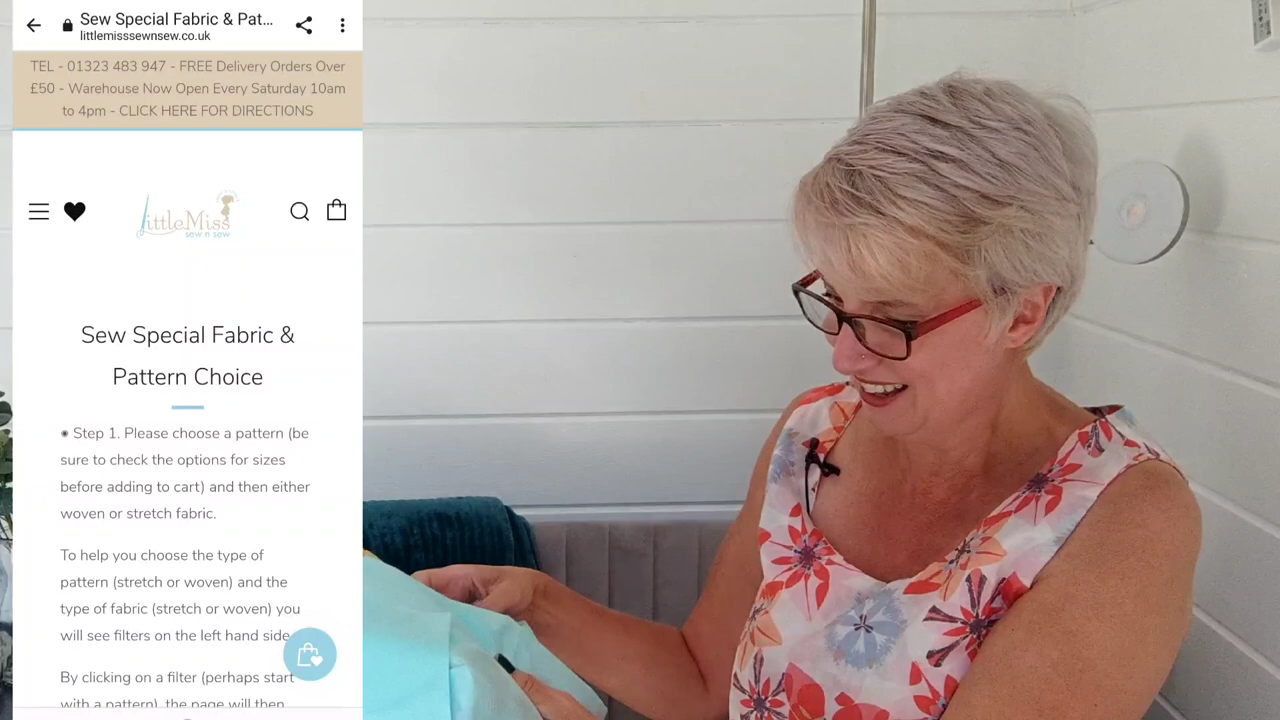 Sew Special Fabric & Pat...
littlemisssewnsew.co.uk
TEL - 01323 483 947 - FREE Delivery Orders Over
£50 - Warehouse Now Open Every Saturday 10am
to 4pm - CLICK HERE FOR DIRECTIONS
LittleMiss
sew n sew
Sew Special Fabric &
Pattern Choice
◉ Step 1. Please choose a pattern (be
sure to check the options for sizes
before adding to cart) and then either
woven or stretch fabric.
To help you choose the type of
pattern (stretch or woven) and the
type of fabric (stretch or woven) you
will see filters on the left hand side.
By clicking on a filter (perhaps start
with a pattern), the page will then